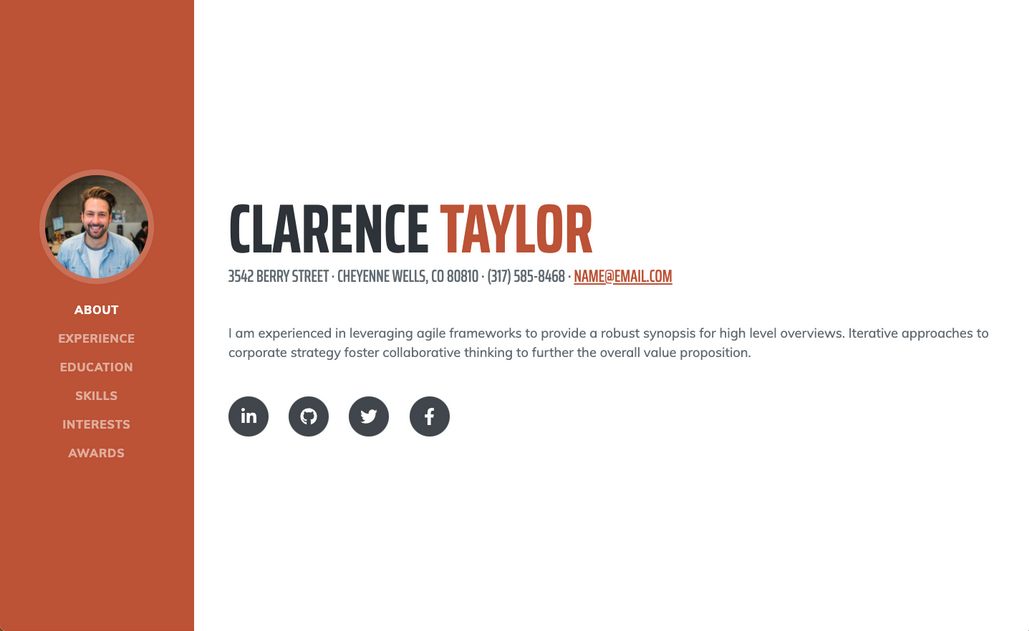 ABOUT
EXPERIENCE
EDUCATION
SKILLS
INTERESTS
AWARDS
CLARENCE TAYLOR
3542 BERRY STREET · CHEYENNE WELLS, CO 80810 · (317) 585-8468 · NAME@EMAIL.COM
I am experienced in leveraging agile frameworks to provide a robust synopsis for high level overviews. Iterative approaches to
corporate strategy foster collaborative thinking to further the overall value proposition.
in